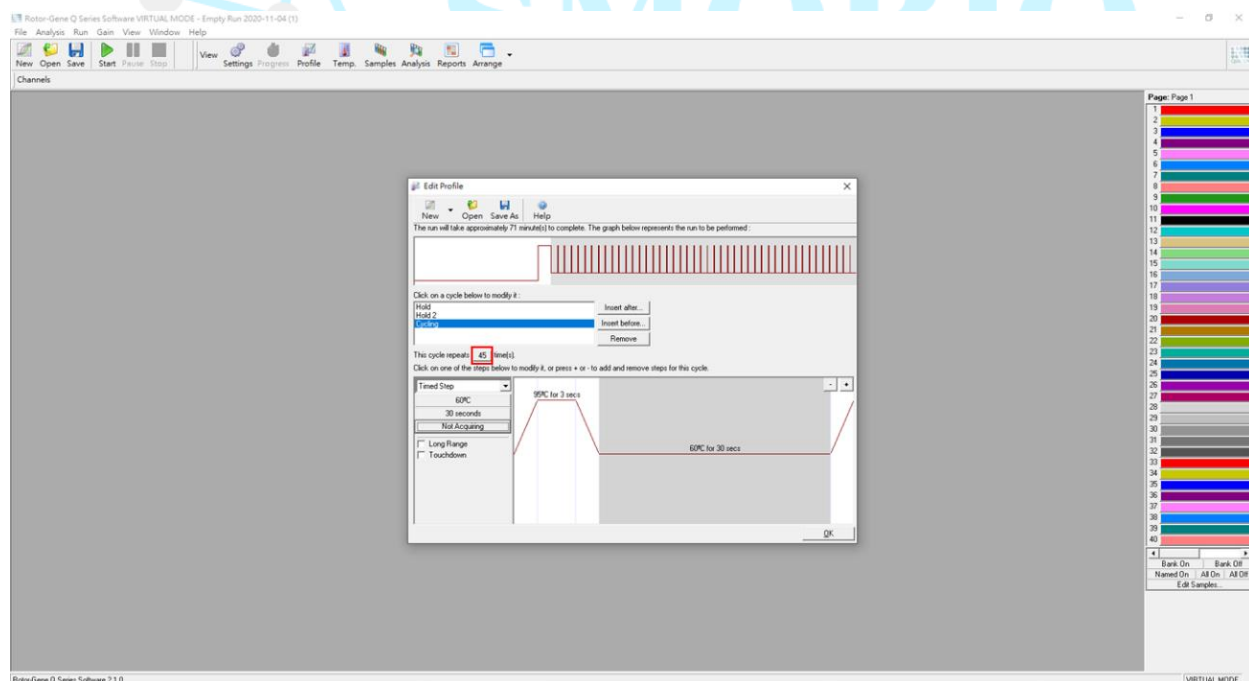 Rotor-Gene Q Series Software VIRTUAL MODE - Empty Run 2020-11-04 (1)
File Analysis Run Gain View Window Help
New Open Save Start Pause Stop View Settings Progress Profile Temp. Samples Analysis Reports Arrange
Channels
Page: Page 1
1
2
3
4
5
6
7
8
9
10
11
12
13
14
15
16
17
18
19
20
21
22
23
24
25
26
27
28
29
30
31
32
33
34
35
36
37
38
39
40
Bank On Bank Off
Named On All On All Off
Edit Samples...
Edit Profile
New Open Save As Help
The run will take approximately 71 minute(s) to complete. The graph below represents the run to be performed :
Click on a cycle below to modify it :
Hold
Hold 2
Cycling
Insert after...
Insert before...
Remove
This cycle repeats 45 time(s).
Click on one of the steps below to modify it, or press + or - to add and remove steps for this cycle.
Timed Step
60ºC
30 seconds
Not Acquiring
Long Range
Touchdown
- +
95ºC for 3 secs
60ºC for 30 secs
OK
Rotor-Gene Q Series Software 2.1.0
VIRTUAL MODE